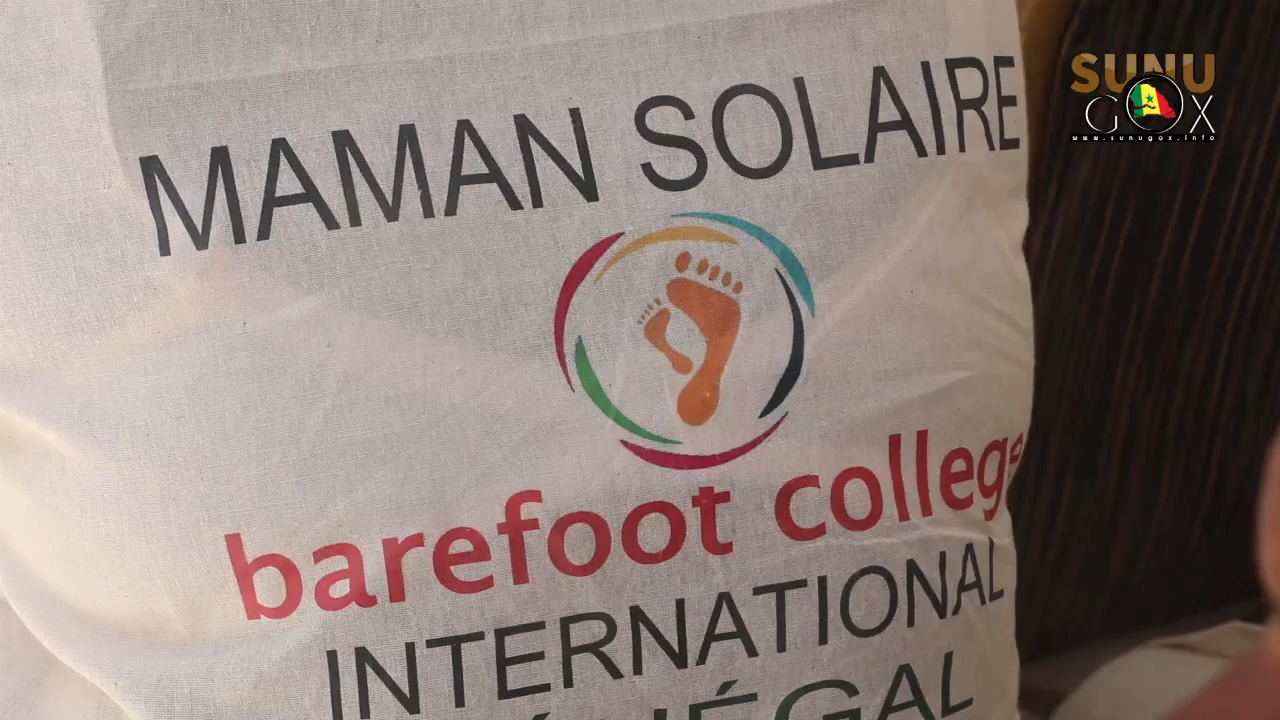 SUNU
GOX
www.sunugox.info
MAMAN SOLAIRE
barefoot college
INTERNATIONAL